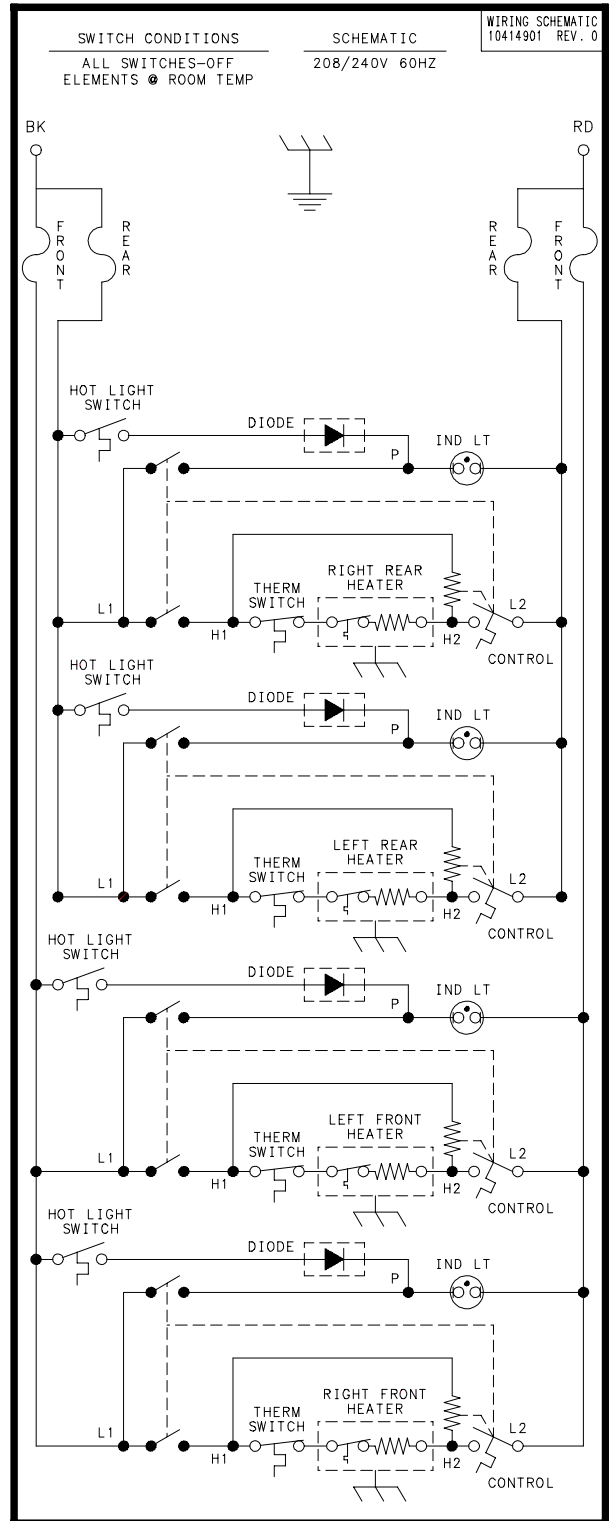 WIRING SCHEMATIC
10414901 REV. 0
SWITCH CONDITIONS
ALL SWITCHES-OFF
ELEMENTS @ ROOM TEMP
SCHEMATIC
208/240V 60HZ
BK
RD
FRONT
REAR
REAR
FRONT
HOT LIGHT
SWITCH
DIODE
P
IND LT
L1
H1
THERM
SWITCH
RIGHT REAR
HEATER
H2
L2
CONTROL
HOT LIGHT
SWITCH
DIODE
P
IND LT
L1
H1
THERM
SWITCH
LEFT REAR
HEATER
H2
L2
CONTROL
HOT LIGHT
SWITCH
DIODE
P
IND LT
L1
H1
THERM
SWITCH
LEFT FRONT
HEATER
H2
L2
CONTROL
HOT LIGHT
SWITCH
DIODE
P
IND LT
L1
H1
THERM
SWITCH
RIGHT FRONT
HEATER
H2
L2
CONTROL